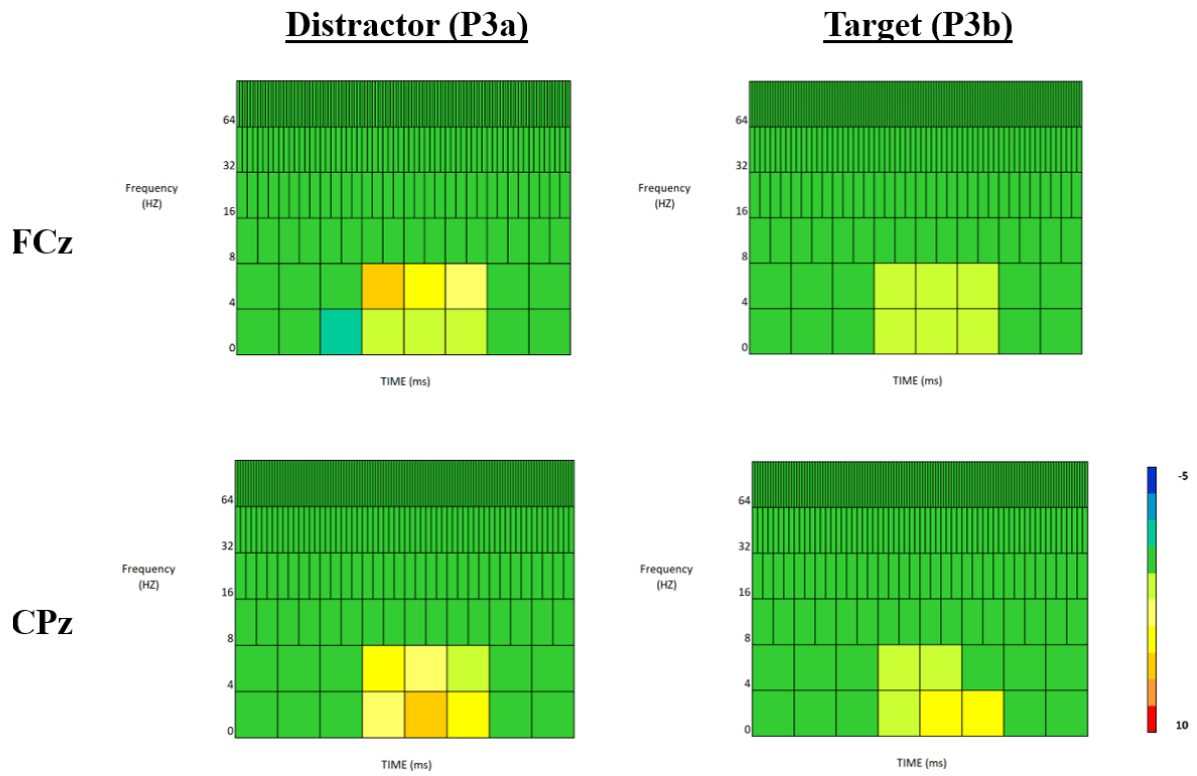 Distractor (P3a)
Target (P3b)
64
32
Frequency
(HZ)
16
FCz
8
4
0
TIME (ms)
64
32
Frequency
(HZ)
16
8
4
0
TIME (ms)
64
32
Frequency
(HZ)
16
CPz
8
4
0
TIME (ms)
64
32
Frequency
(HZ)
16
8
4
0
TIME (ms)
-5
10